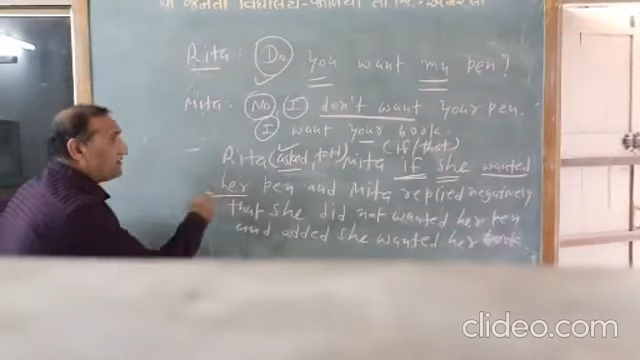 Rita : Do you want my pen?
Mita : No, I don't want your pen.
I want your book.
(if/that)
Rita (asked, told) Mita if she wanted
her pen and Mita replied negatively
that she did not wanted her pen
and added she wanted her book.
clideo.com